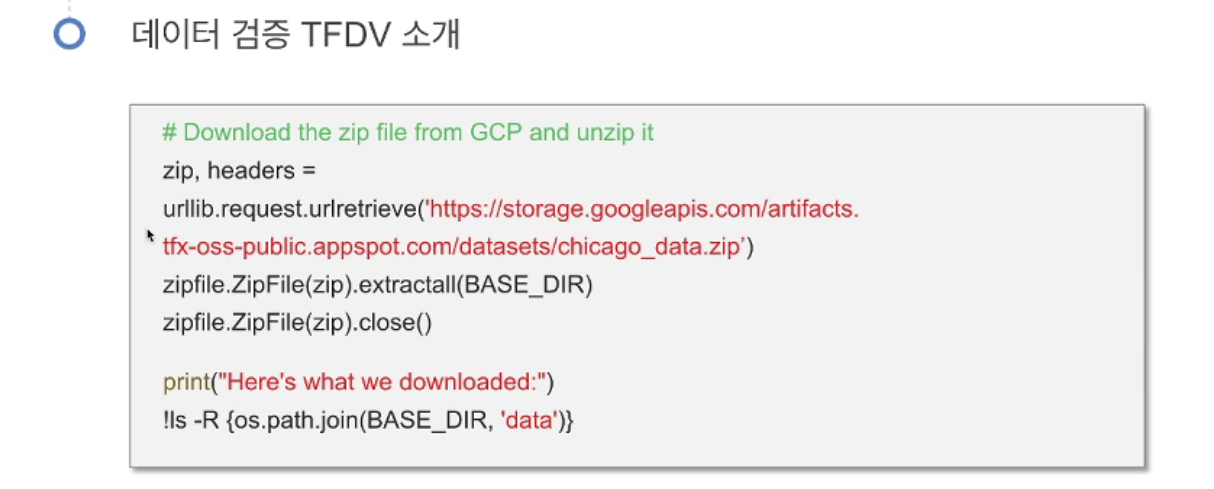 데이터 검증 TFDV 소개
# Download the zip file from GCP and unzip it
zip, headers =
urllib.request.urlretrieve('https://storage.googleapis.com/artifacts.
tfx-oss-public.appspot.com/datasets/chicago_data.zip')
zipfile.ZipFile(zip).extractall(BASE_DIR)
zipfile.ZipFile(zip).close()
print("Here's what we downloaded:")
!ls -R {os.path.join(BASE_DIR, 'data')}